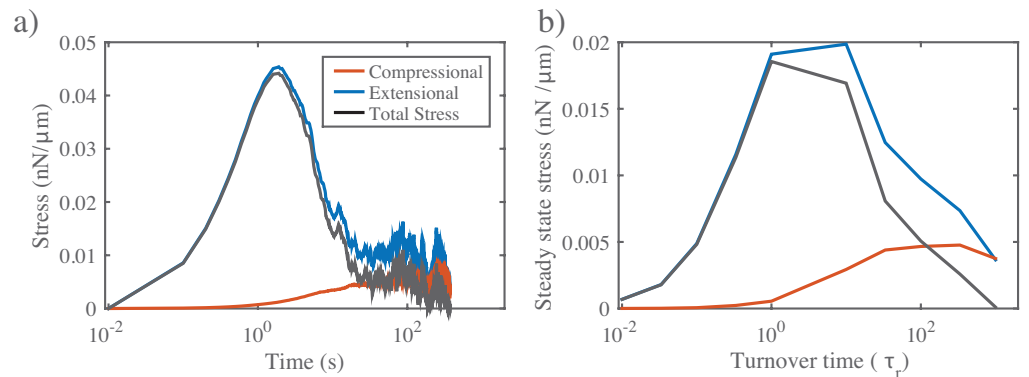 a)
Stress (nN/μm)
0.05
0.04
0.03
0.02
0.01
0
10-2
100
102
Time (s)
Compressional
Extensional
Total Stress
b)
Steady state stress (nN /μm)
0.02
0.015
0.01
0.005
0
10-2
100
102
Turnover time ( τr)